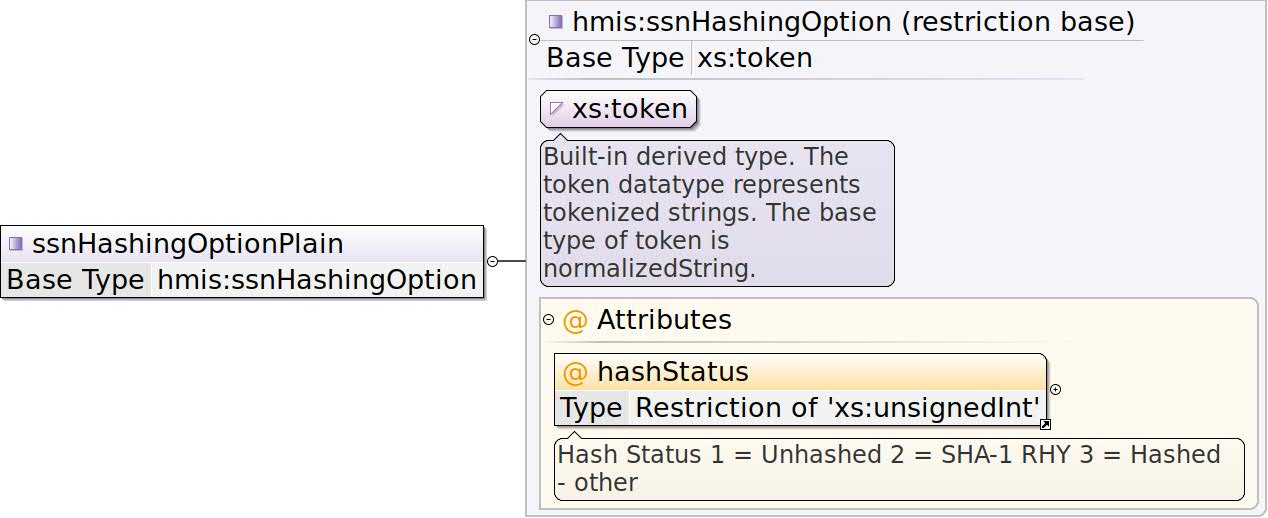 ssnHashingOptionPlain
Base Type hmis:ssnHashingOption
hmis:ssnHashingOption (restriction base)
Base Type xs:token
xs:token
Built-in derived type. The
token datatype represents
tokenized strings. The base
type of token is
normalizedString.
@ Attributes
@ hashStatus
Type Restriction of 'xs:unsignedInt'
Hash Status 1 = Unhashed 2 = SHA-1 RHY 3 = Hashed
- other